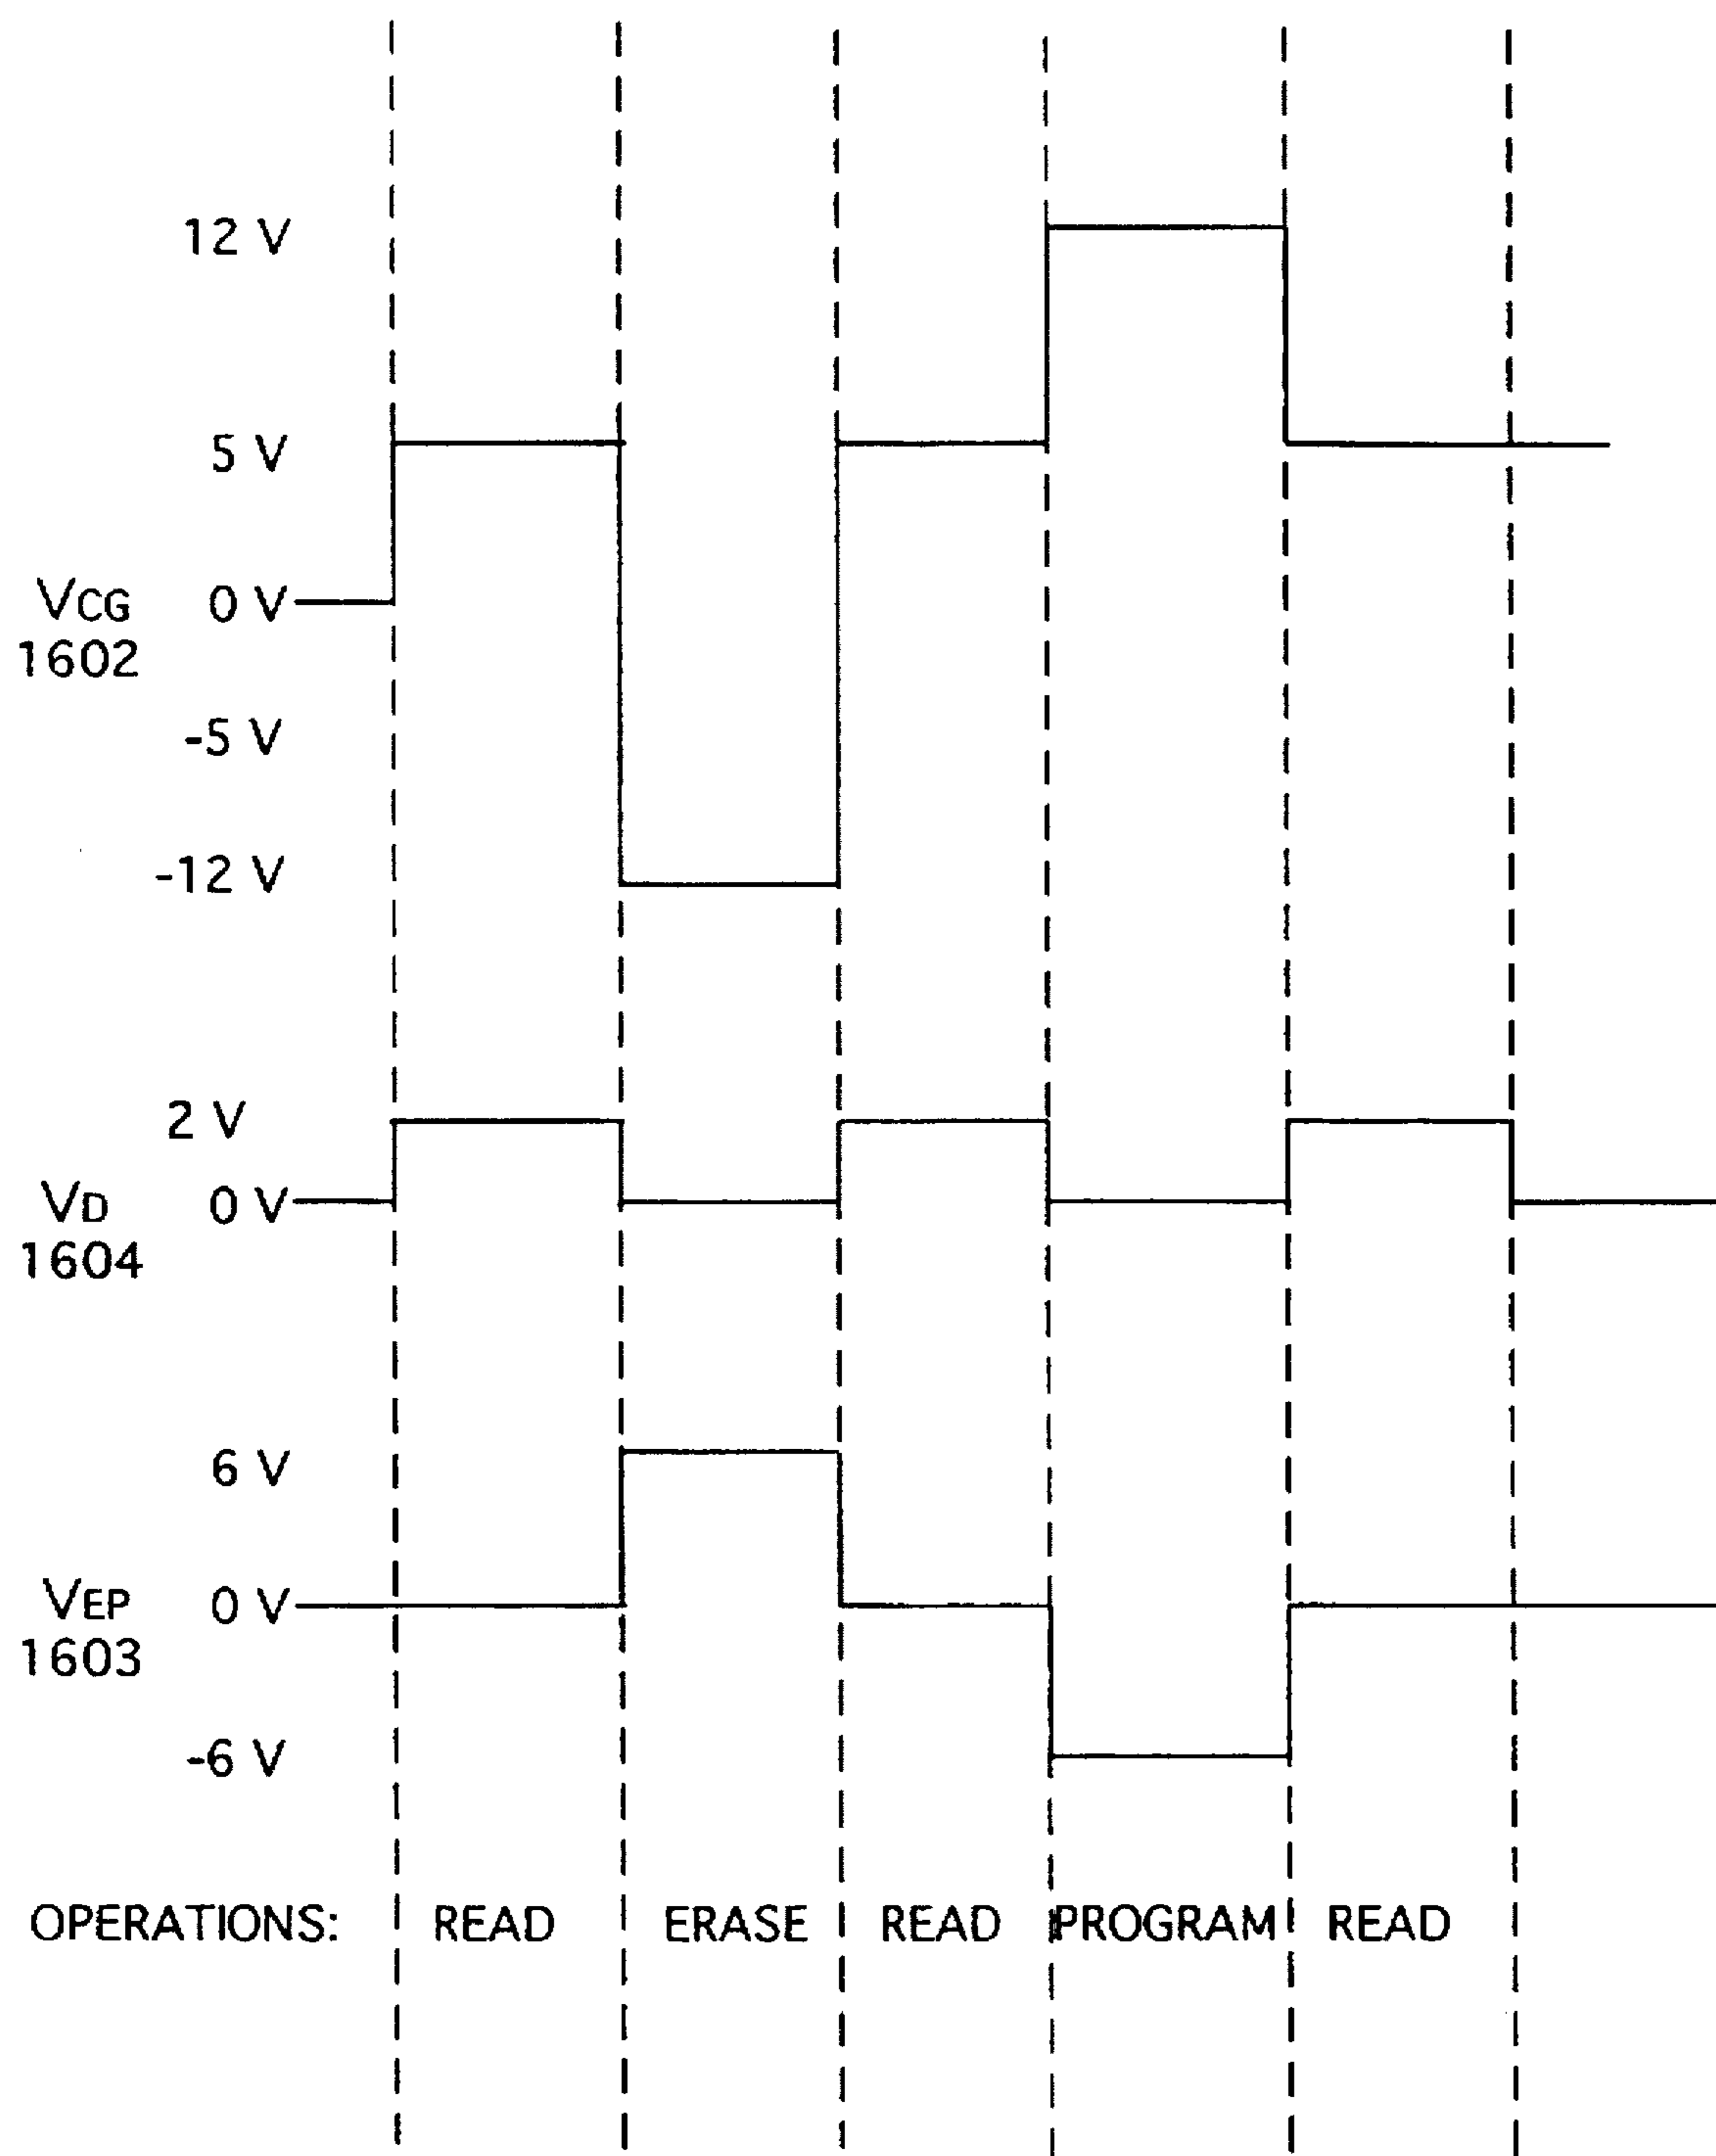 12 V
5 V
VCG 0 V
1602
-5 V
-12 V
2 V
VD 0 V
1604
6 V
VEP 0 V
1603
-6 V
OPERATIONS: READ ERASE READ PROGRAM READ